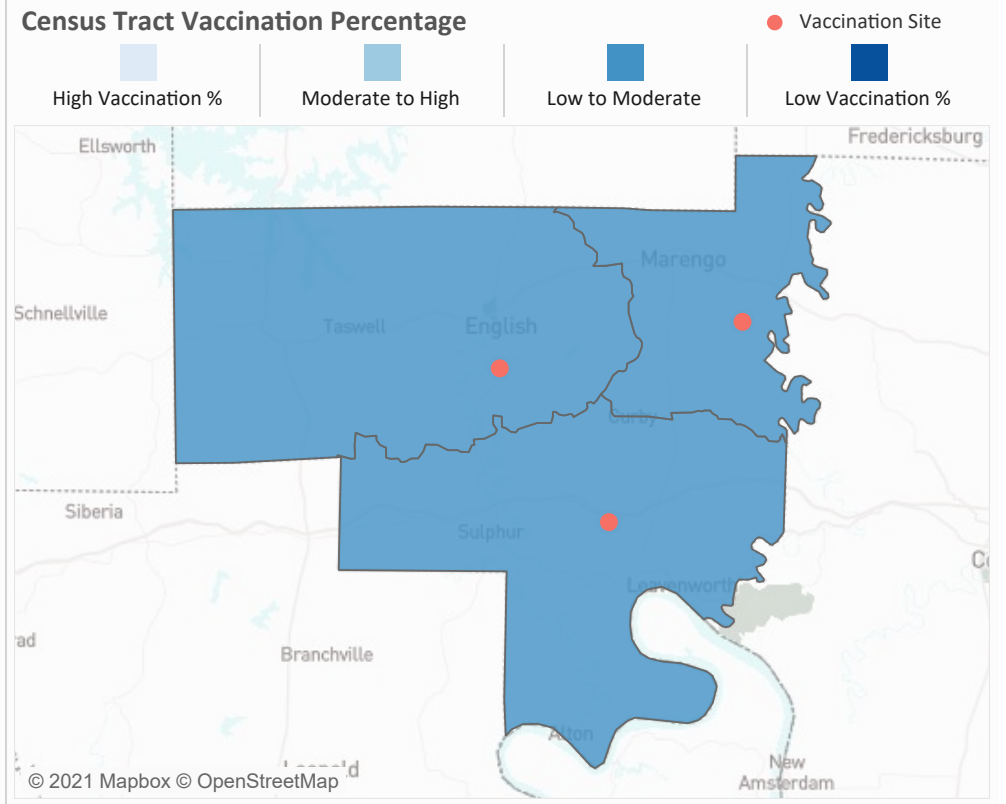 Census Tract Vaccination Percentage
Vaccination Site
High Vaccination %
Moderate to High
Low to Moderate
Low Vaccination %
Ellsworth
Fredericksburg
Marengo
Schnellville
Taswell
English
Curby
Siberia
Sulphur
Leavenworth
Branchville
Alton
New
Amsterdam
© 2021 Mapbox © OpenStreetMap